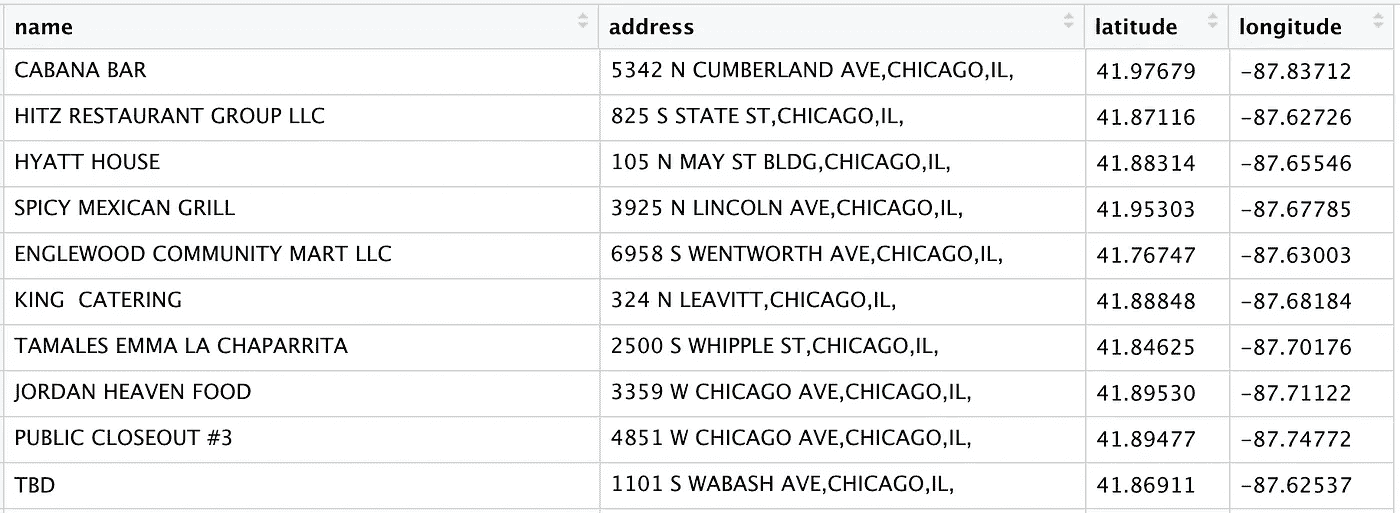 name address latitude longitude
CABANA BAR 5342 N CUMBERLAND AVE,CHICAGO,IL, 41.97679 -87.83712
HITZ RESTAURANT GROUP LLC 825 S STATE ST,CHICAGO,IL, 41.87116 -87.62726
HYATT HOUSE 105 N MAY ST BLDG,CHICAGO,IL, 41.88314 -87.65546
SPICY MEXICAN GRILL 3925 N LINCOLN AVE,CHICAGO,IL, 41.95303 -87.67785
ENGLEWOOD COMMUNITY MART LLC 6958 S WENTWORTH AVE,CHICAGO,IL, 41.76747 -87.63003
KING  CATERING 324 N LEAVITT,CHICAGO,IL, 41.88848 -87.68184
TAMALES EMMA LA CHAPARRITA 2500 S WHIPPLE ST,CHICAGO,IL, 41.84625 -87.70176
JORDAN HEAVEN FOOD 3359 W CHICAGO AVE,CHICAGO,IL, 41.89530 -87.71122
PUBLIC CLOSEOUT #3 4851 W CHICAGO AVE,CHICAGO,IL, 41.89477 -87.74772
TBD 1101 S WABASH AVE,CHICAGO,IL, 41.86911 -87.62537